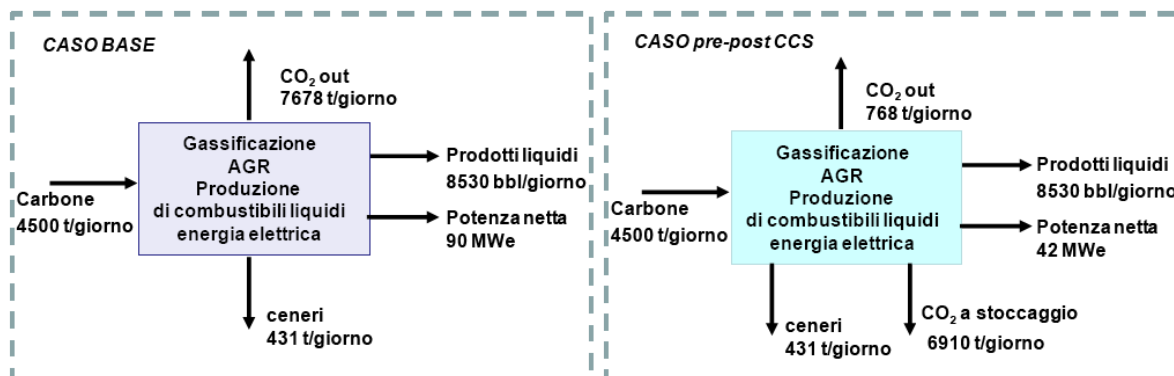 CASO BASE
CO₂ out
7678 t/giorno
Gassificazione
AGR
Produzione
di combustibili liquidi
energia elettrica
Carbone
4500 t/giorno
Prodotti liquidi
8530 bbl/giorno
Potenza netta
90 MWe
ceneri
431 t/giorno
CASO pre-post CCS
CO₂ out
768 t/giorno
Gassificazione
AGR
Produzione
di combustibili liquidi
energia elettrica
Carbone
4500 t/giorno
Prodotti liquidi
8530 bbl/giorno
Potenza netta
42 MWe
ceneri
431 t/giorno
CO₂ a stoccaggio
6910 t/giorno